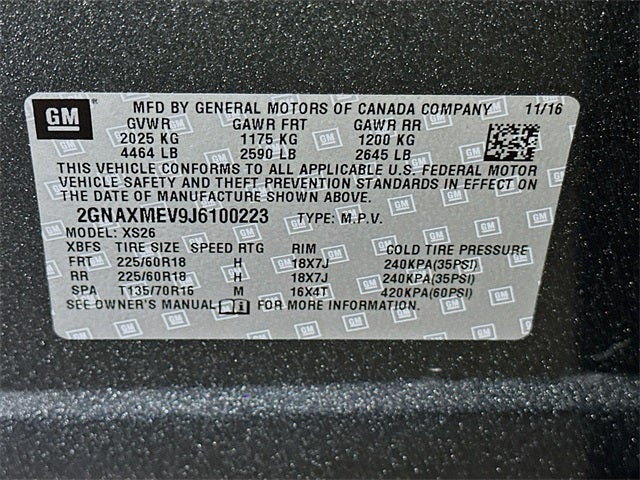 GM MFD BY GENERAL MOTORS OF CANADA COMPANY 11/16
GVWR GAWR FRT GAWR RR
2025 KG 1175 KG 1200 KG
4464 LB 2590 LB 2645 LB
THIS VEHICLE CONFORMS TO ALL APPLICABLE U.S. FEDERAL MOTOR
VEHICLE SAFETY AND THEFT PREVENTION STANDARDS IN EFFECT ON
THE DATE OF MANUFACTURE SHOWN ABOVE.
2GNAXMEV9J6100223 TYPE: M.P.V.
MODEL: XS26
XBFS TIRE SIZE SPEED RTG RIM COLD TIRE PRESSURE
FRT 225/60R18 H 18X7J 240KPA(35PSI)
RR 225/60R18 H 18X7J 240KPA(35PSI)
SPA T135/70R16 M 16X4T 420KPA(60PSI)
SEE OWNER'S MANUAL FOR MORE INFORMATION.